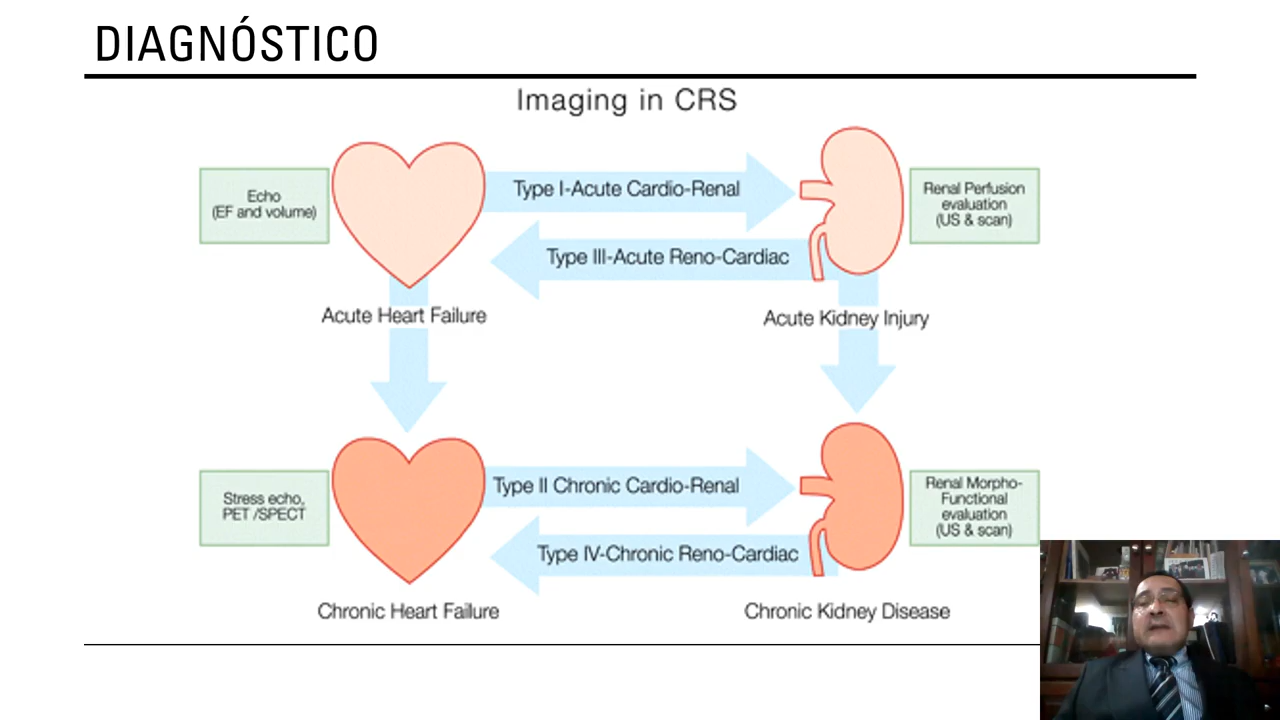 DIAGNÓSTICO
Imaging in CRS
Echo
(EF and volume)
Type I-Acute Cardio-Renal
Type III-Acute Reno-Cardiac
Renal Perfusion
evaluation
(US & scan)
Acute Heart Failure
Acute Kidney Injury
Stress echo,
PET /SPECT
Type II Chronic Cardio-Renal
Type IV-Chronic Reno-Cardiac
Renal Morpho-
Functional
evaluation
(US & scan)
Chronic Heart Failure
Chronic Kidney Disease